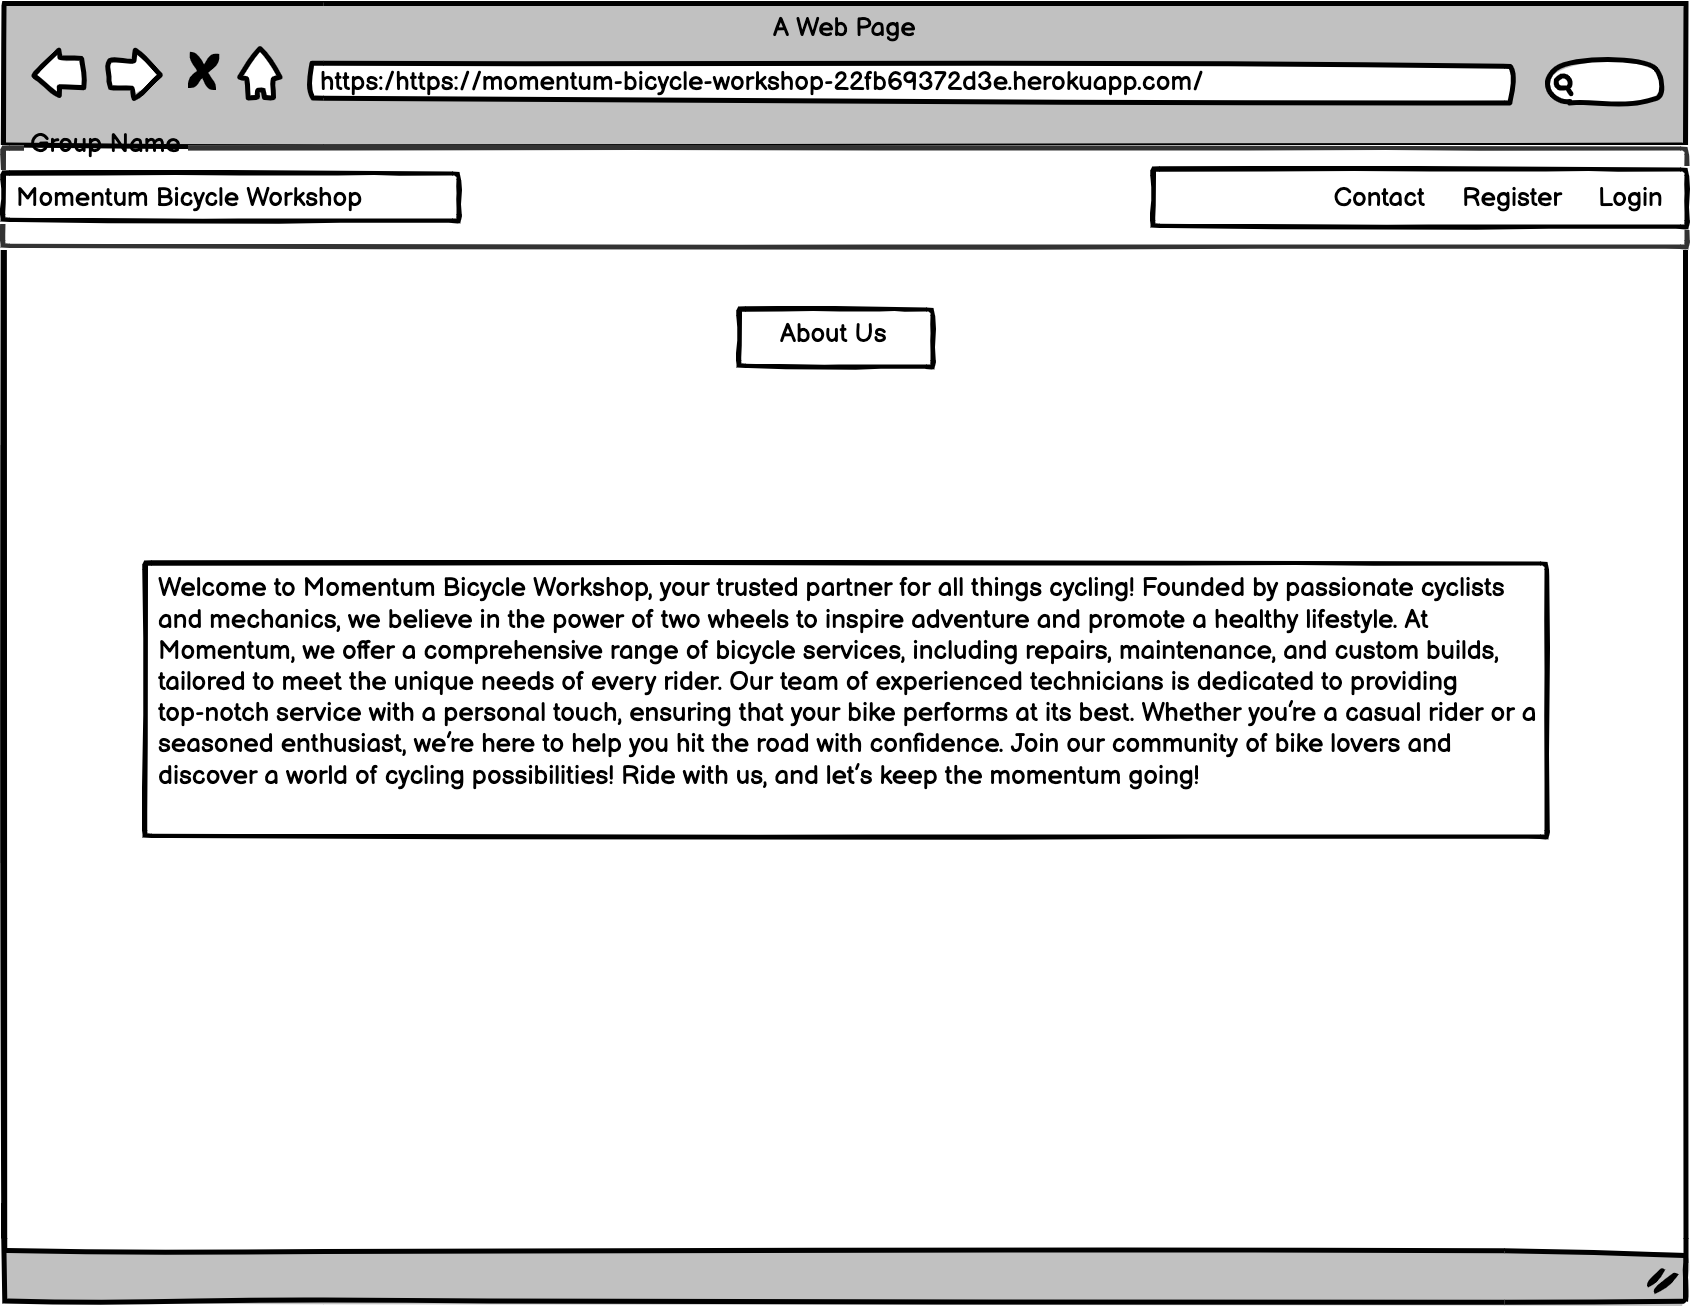 A Web Page
https:/https://momentum-bicycle-workshop-22fb69372d3e.herokuapp.com/
Group Name
Momentum Bicycle Workshop
Contact Register Login
About Us
Welcome to Momentum Bicycle Workshop, your trusted partner for all things cycling! Founded by passionate cyclists
and mechanics, we believe in the power of two wheels to inspire adventure and promote a healthy lifestyle. At
Momentum, we offer a comprehensive range of bicycle services, including repairs, maintenance, and custom builds,
tailored to meet the unique needs of every rider. Our team of experienced technicians is dedicated to providing
top-notch service with a personal touch, ensuring that your bike performs at its best. Whether you're a casual rider or a
seasoned enthusiast, we're here to help you hit the road with confidence. Join our community of bike lovers and
discover a world of cycling possibilities! Ride with us, and let's keep the momentum going!